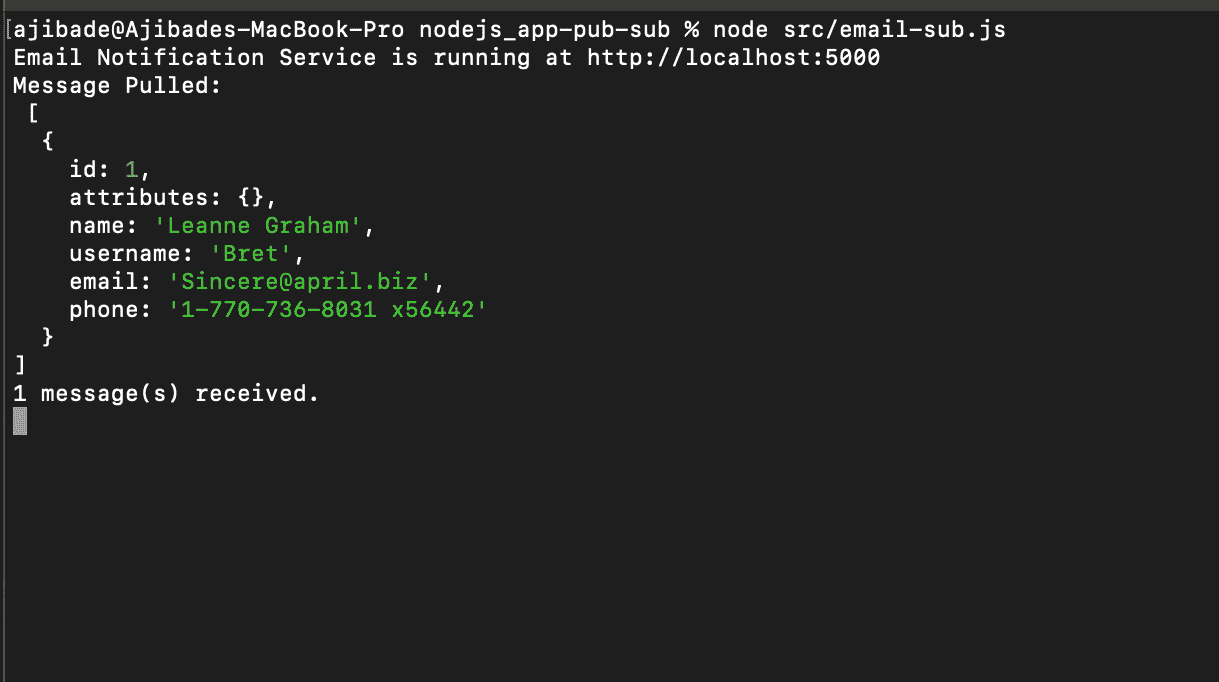 [ajibade@Ajibades-MacBook-Pro nodejs_app-pub-sub % node src/email-sub.js
Email Notification Service is running at http://localhost:5000
Message Pulled:
 [
  {
    id: 1,
    attributes: {},
    name: 'Leanne Graham',
    username: 'Bret',
    email: 'Sincere@april.biz',
    phone: '1-770-736-8031 x56442'
  }
]
1 message(s) received.